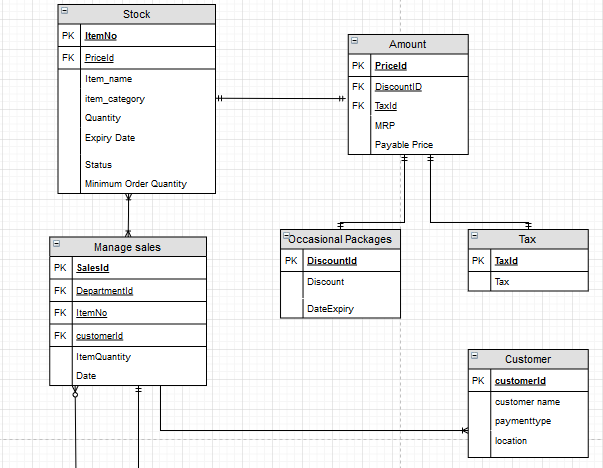 Stock
PK ItemNo
FK PriceId
Item_name
item_category
Quantity
Expiry Date
Status
Minimum Order Quantity
Amount
PK PriceId
FK DiscountID
FK TaxId
MRP
Payable Price
Manage sales
PK SalesId
FK DepartmentId
FK ItemNo
FK customerId
ItemQuantity
Date
Occasional Packages
PK DiscountId
Discount
DateExpiry
Tax
PK TaxId
Tax
Customer
PK customerId
customer name
paymenttype
location